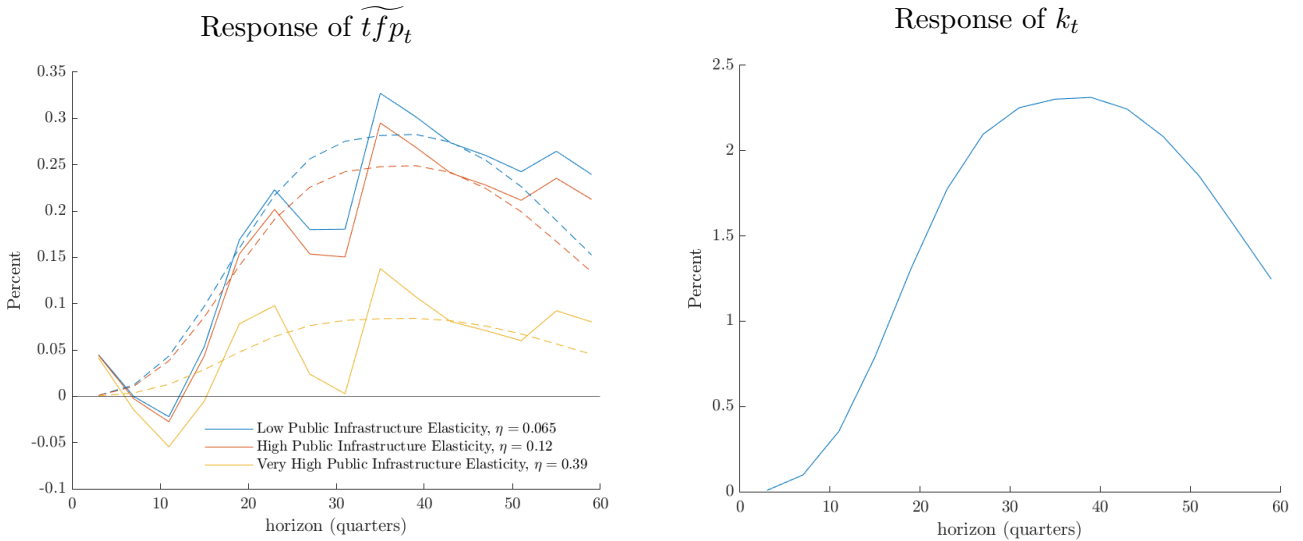 Response of $\widetilde{tfp}_t$
0.35
0.3
0.25
0.2
0.15
0.1
0.05
0
-0.05
-0.1
Percent
0 10 20 30 40 50 60
horizon (quarters)
Low Public Infrastructure Elasticity, η = 0.065
High Public Infrastructure Elasticity, η = 0.12
Very High Public Infrastructure Elasticity, η = 0.39
Response of $k_t$
2.5
2
1.5
1
0.5
0
Percent
0 10 20 30 40 50 60
horizon (quarters)